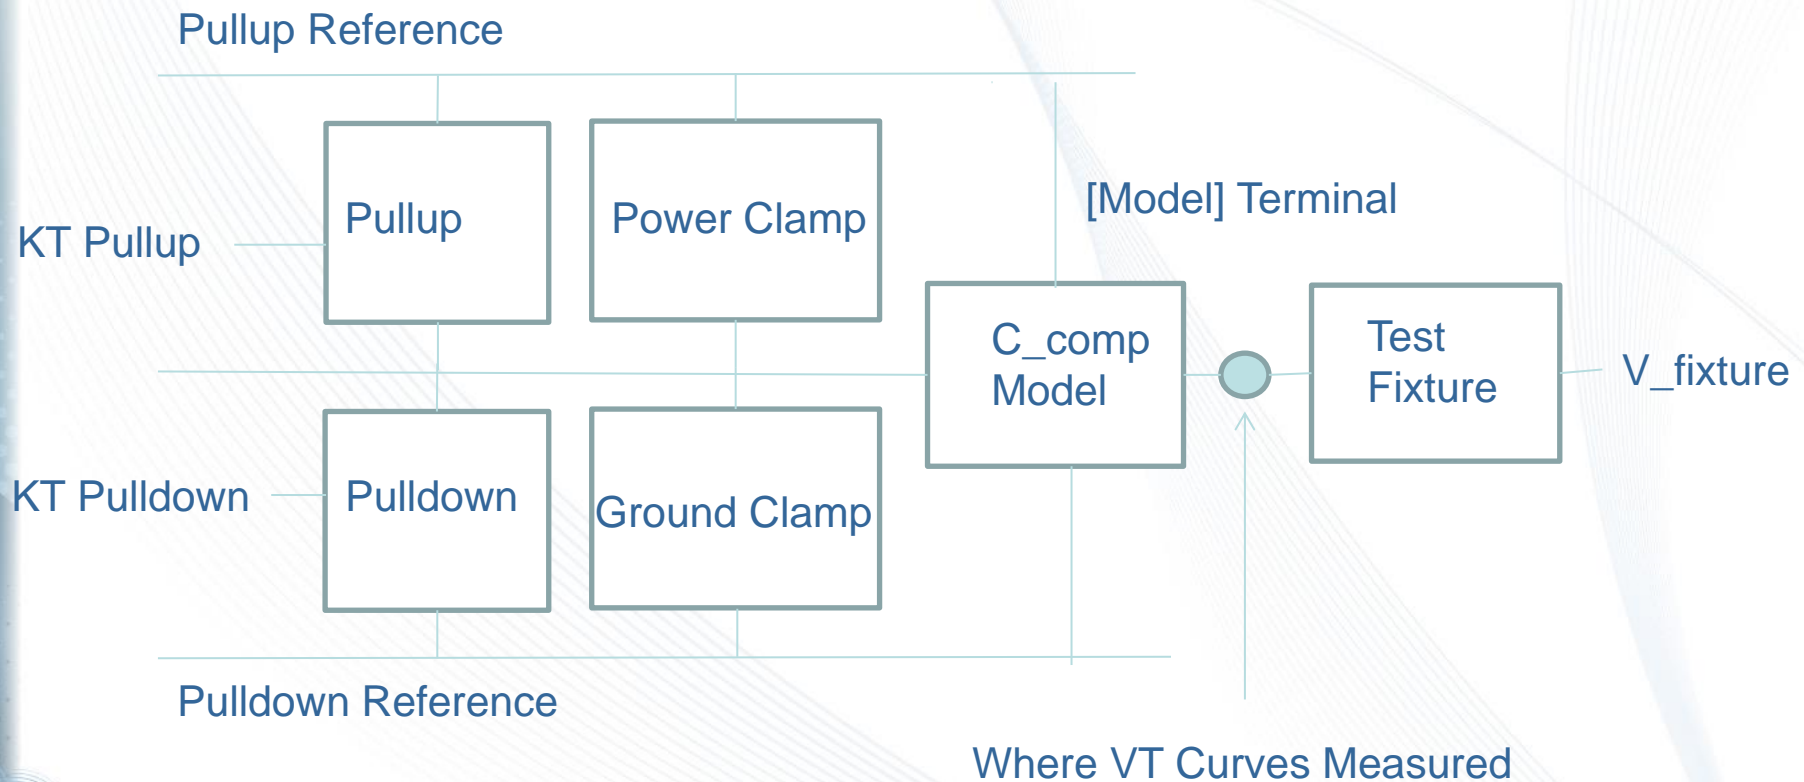 Pullup Reference
[Model] Terminal
Pullup
Power Clamp
KT Pullup
C_comp
Model
Test
Fixture
V_fixture
KT Pulldown
Pulldown
Ground Clamp
Pulldown Reference
Where VT Curves Measured